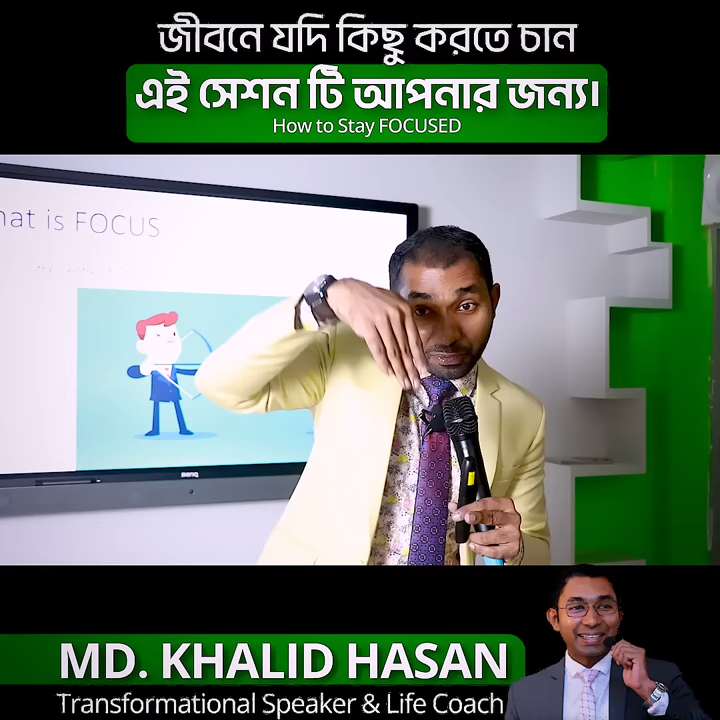 জীবনে যদি কিছু করতে চান
এই সেশন টি আপনার জন্য।
How to Stay FOCUSED
hat is FOCUS
BenQ
MD. KHALID HASAN
Transformational Speaker & Life Coach